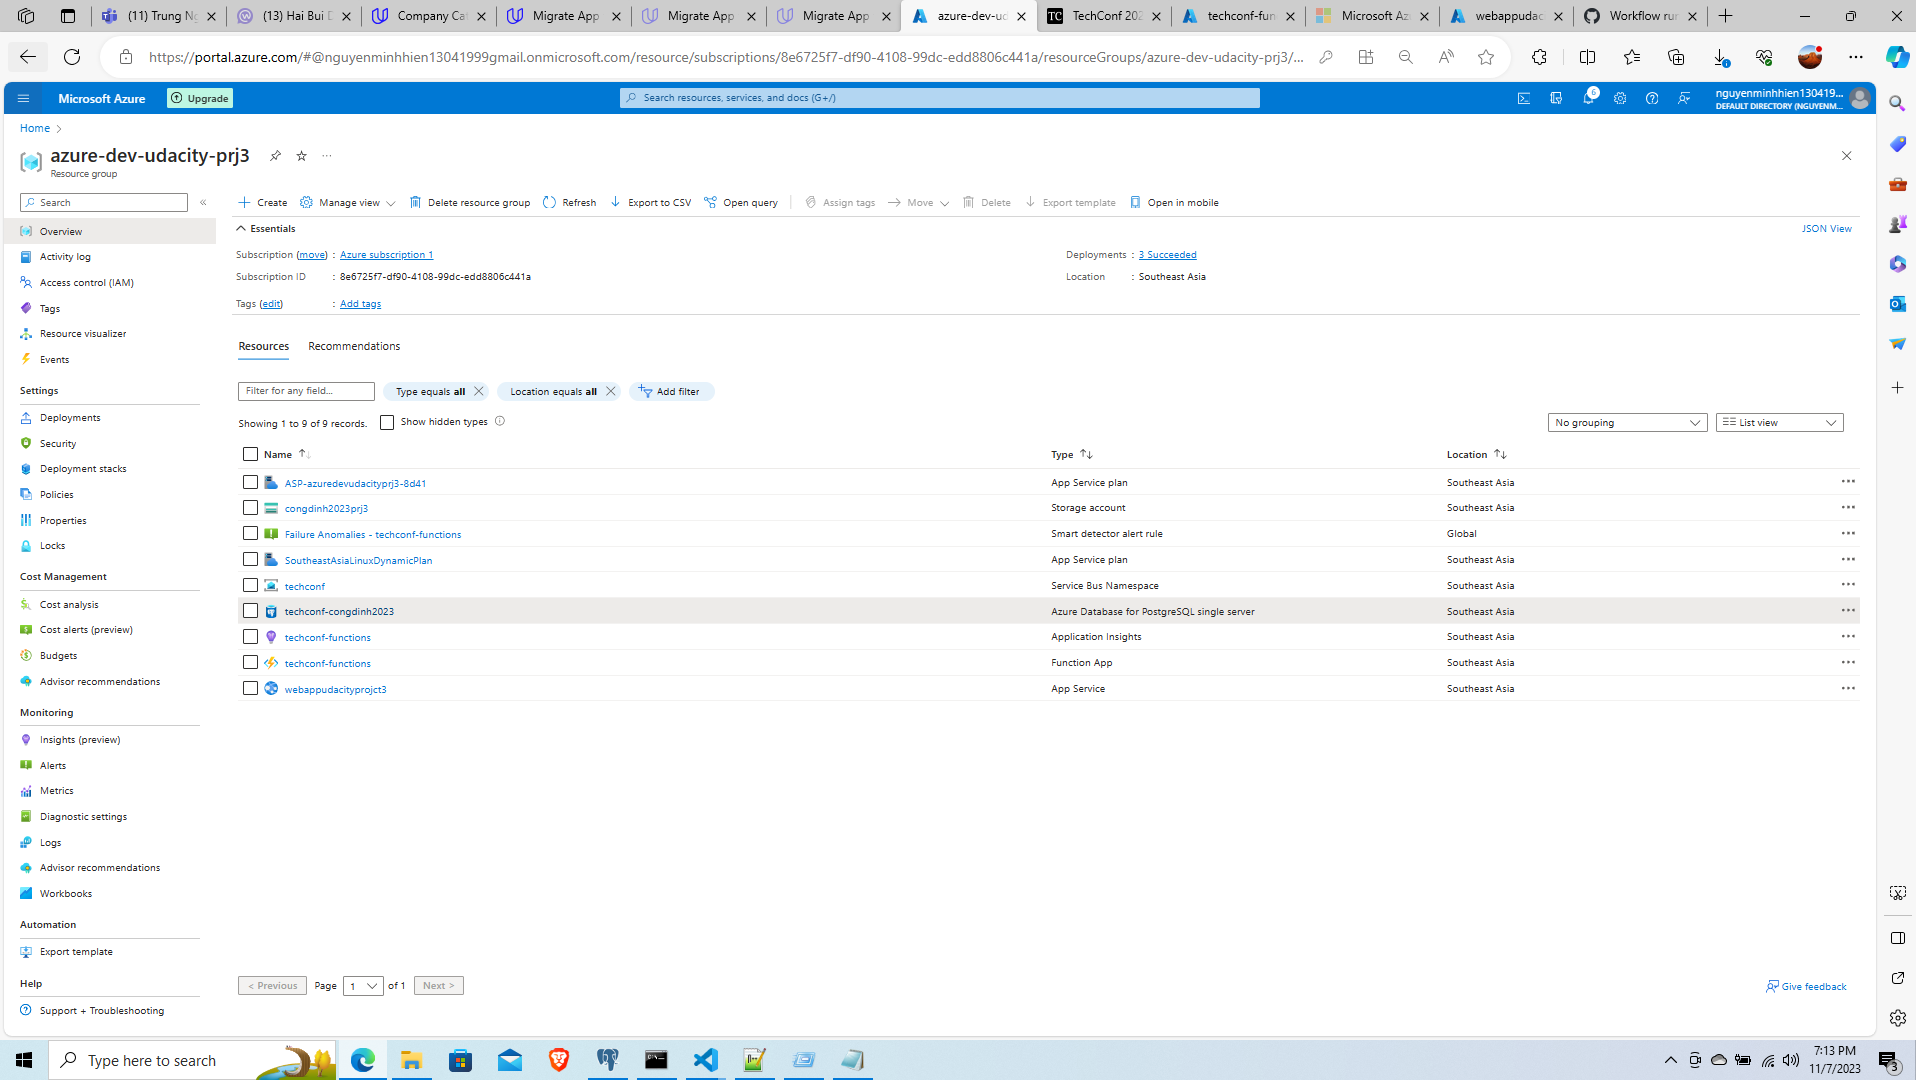 (11) Trung Ng
(13) Hai Bui D
Company Cat
Migrate App
Migrate App
Migrate App
azure-dev-ud
TC TechConf 202
techconf-fun
Microsoft Az
webappudac
Workflow run
https://portal.azure.com/#@nguyenminhhien13041999gmail.onmicrosoft.com/resource/subscriptions/8e6725f7-df90-4108-99dc-edd8806c441a/resourceGroups/azure-dev-udacity-prj3/...
Microsoft Azure
Upgrade
Search resources, services, and docs (G+/)
6
nguyenminhhien130419...
DEFAULT DIRECTORY (NGUYENM...
Home
azure-dev-udacity-prj3
Resource group
Search
Create
Manage view
Delete resource group
Refresh
Export to CSV
Open query
Assign tags
Move
Delete
Export template
Open in mobile
Overview
Activity log
Access control (IAM)
Tags
Resource visualizer
Events
Settings
Deployments
Security
Deployment stacks
Policies
Properties
Locks
Cost Management
Cost analysis
Cost alerts (preview)
Budgets
Advisor recommendations
Monitoring
Insights (preview)
Alerts
Metrics
Diagnostic settings
Logs
Advisor recommendations
Workbooks
Automation
Export template
Help
Support + Troubleshooting
Essentials
JSON View
Subscription (move) : Azure subscription 1
Deployments : 3 Succeeded
Subscription ID : 8e6725f7-df90-4108-99dc-edd8806c441a
Location : Southeast Asia
Tags (edit) : Add tags
Resources
Recommendations
Filter for any field...
Type equals all
Location equals all
Add filter
Showing 1 to 9 of 9 records.
Show hidden types
No grouping
List view
Name Type Location
ASP-azuredevudacityprj3-8d41 App Service plan Southeast Asia
congdinh2023prj3 Storage account Southeast Asia
Failure Anomalies - techconf-functions Smart detector alert rule Global
SoutheastAsiaLinuxDynamicPlan App Service plan Southeast Asia
techconf Service Bus Namespace Southeast Asia
techconf-congdinh2023 Azure Database for PostgreSQL single server Southeast Asia
techconf-functions Application Insights Southeast Asia
techconf-functions Function App Southeast Asia
webappudacityprojct3 App Service Southeast Asia
< Previous Page 1 of 1 Next >
Give feedback
Type here to search
7:13 PM
11/7/2023
3